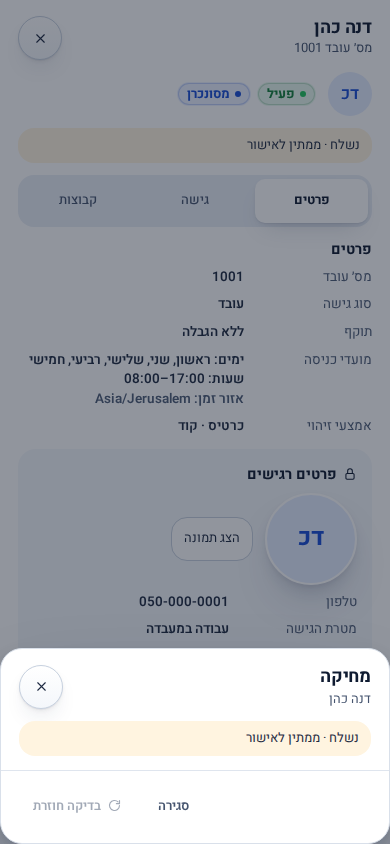 דנה כהן
מס׳ עובד 1001
דכ
פעיל
מסונכרן
נשלח · ממתין לאישור
פרטים
גישה
קבוצות
פרטים
מס׳ עובד 1001
סוג גישה עובד
תוקף ללא הגבלה
מועדי כניסה ימים: ראשון, שני, שלישי, רביעי, חמישי
שעות: 08:00–17:00
אזור זמן: Asia/Jerusalem
אמצעי זיהוי כרטיס · קוד
פרטים רגישים
דכ
הצג תמונה
טלפון 050-000-0001
מטרת הגישה עבודה במעבדה
מחיקה
דנה כהן
נשלח · ממתין לאישור
סגירה
בדיקה חוזרת